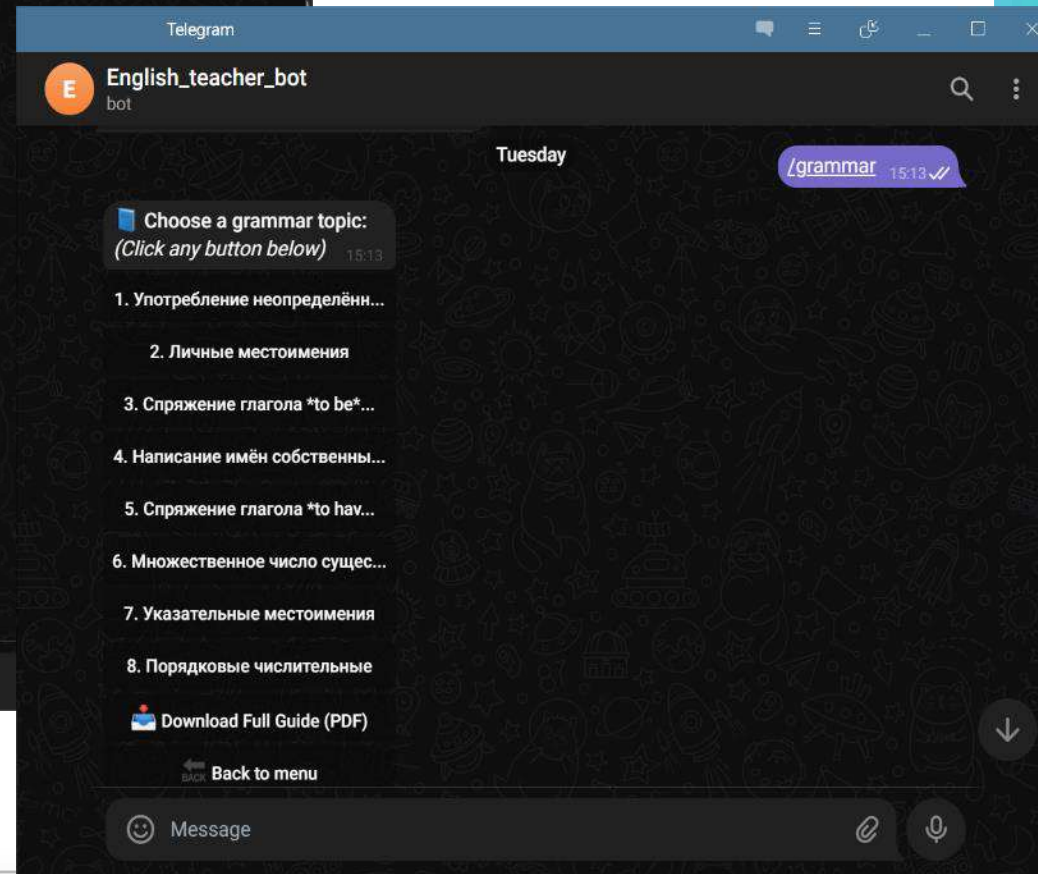 Telegram
E
English_teacher_bot
bot
Tuesday
/grammar 15:13
Choose a grammar topic:
(Click any button below) 15:13
1. Употребление неопределённ...
2. Личные местоимения
3. Спряжение глагола *to be*...
4. Написание имён собственны...
5. Спряжение глагола *to hav...
6. Множественное число сущес...
7. Указательные местоимения
8. Порядковые числительные
Download Full Guide (PDF)
BACK Back to menu
Message